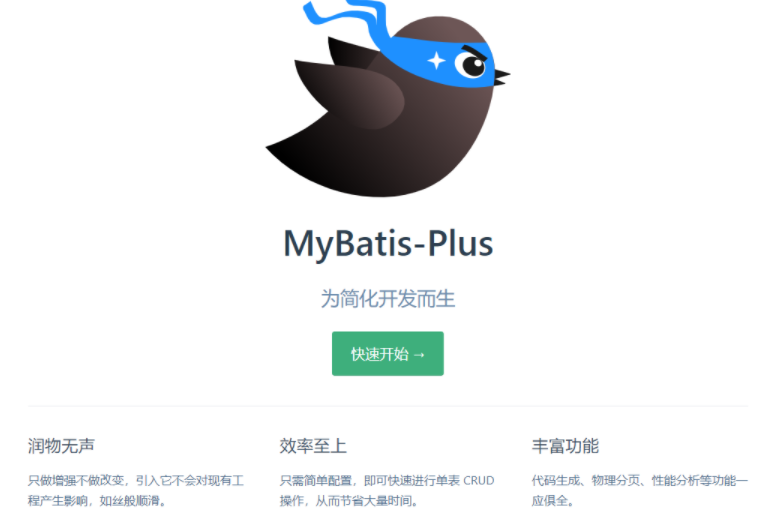 MyBatis-Plus
为简化开发而生
快速开始 →
润物无声
只做增强不做改变，引入它不会对现有工
程产生影响，如丝般顺滑。
效率至上
只需简单配置，即可快速进行单表 CRUD
操作，从而节省大量时间。
丰富功能
代码生成、物理分页、性能分析等功能一
应俱全。